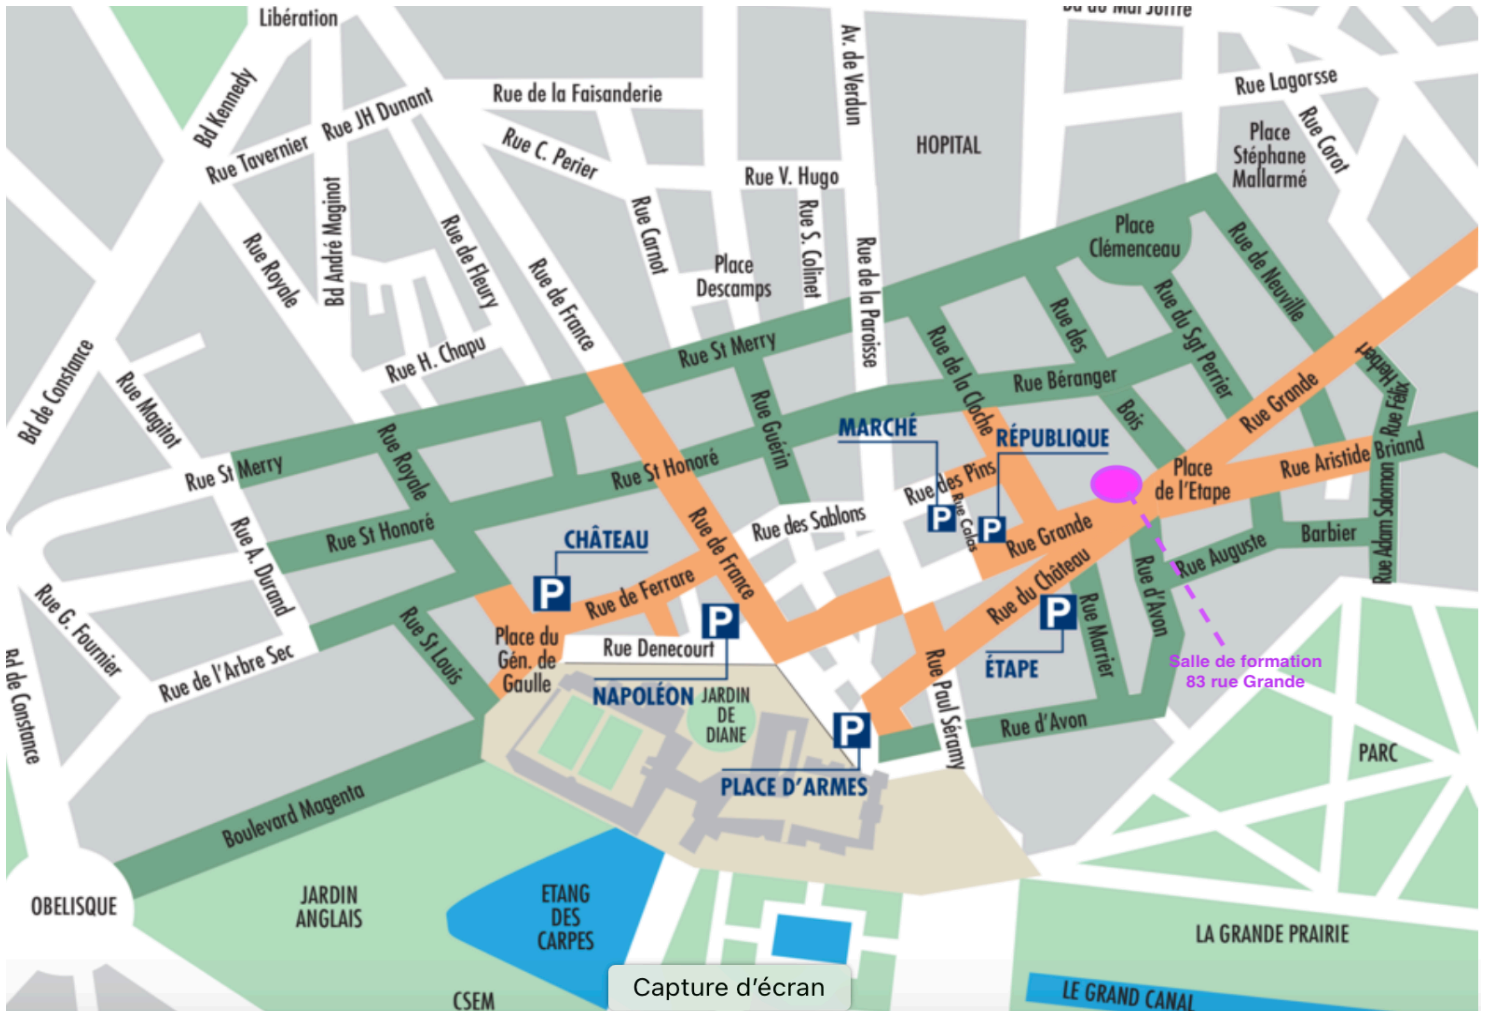 Libération
Bd du Mal Joffre
Bd Kennedy
Rue Tavernier
Rue JH Dunant
Rue de la Faisanderie
Av. de Verdun
Rue Lagorsse
Rue C. Perier
HOPITAL
Place
Stéphane
Mallarmé
Rue Corot
Rue V. Hugo
Bd André Maginot
Rue Royale
Rue de Fleury
Rue de France
Rue Carnot
Rue S. Colinet
Place
Descamps
Rue de la Paroisse
Place
Clémenceau
Rue de Neuville
Rue des
Bois
Rue du Sgt Perrier
Bd de Constance
Rue Magitot
Rue H. Chapu
Rue St Merry
Rue de la Cloche
Rue Béranger
Rue Grande
Hébert
Rue Félix
Rue Royale
Rue Guérin
MARCHÉ
RÉPUBLIQUE
Rue St Merry
Rue St Honoré
Rue des Pins
Place
de l'Etape
Rue Aristide Briand
Rue St Honoré
Rue des Sablons
P
P
Rue Calas
Rue Grande
Rue A. Durand
CHÂTEAU
Rue de France
Rue Auguste
Barbier
Rue Adam Salomon
P
Rue de Ferrare
Rue du Château
Rue d'Avon
Rue G. Fournier
Rue St Louis
Place du
Gén. de
Gaulle
Rue Denecourt
P
P
Rue Marrier
Bd de Constance
Rue de l'Arbre Sec
NAPOLÉON
JARDIN
DE
DIANE
Rue Paul Séramy
ÉTAPE
Salle de formation
83 rue Grande
P
Rue d'Avon
PLACE D'ARMES
PARC
Boulevard Magenta
OBELISQUE
JARDIN
ANGLAIS
ETANG
DES
CARPES
LA GRANDE PRAIRIE
CSEM
Capture d'écran
LE GRAND CANAL